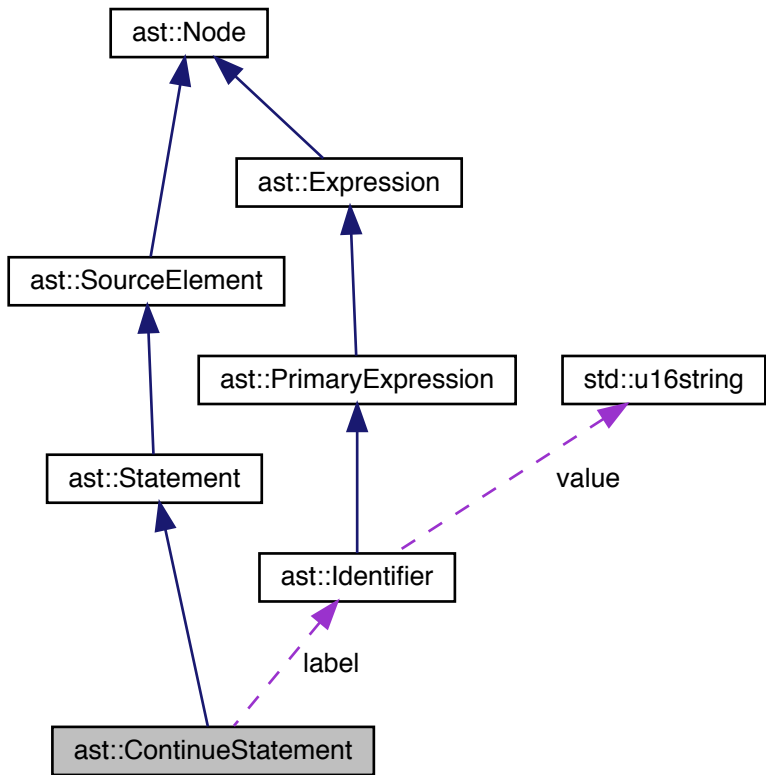 ast::Node
ast::Expression
ast::SourceElement
ast::PrimaryExpression
std::u16string
ast::Statement
value
ast::Identifier
label
ast::ContinueStatement